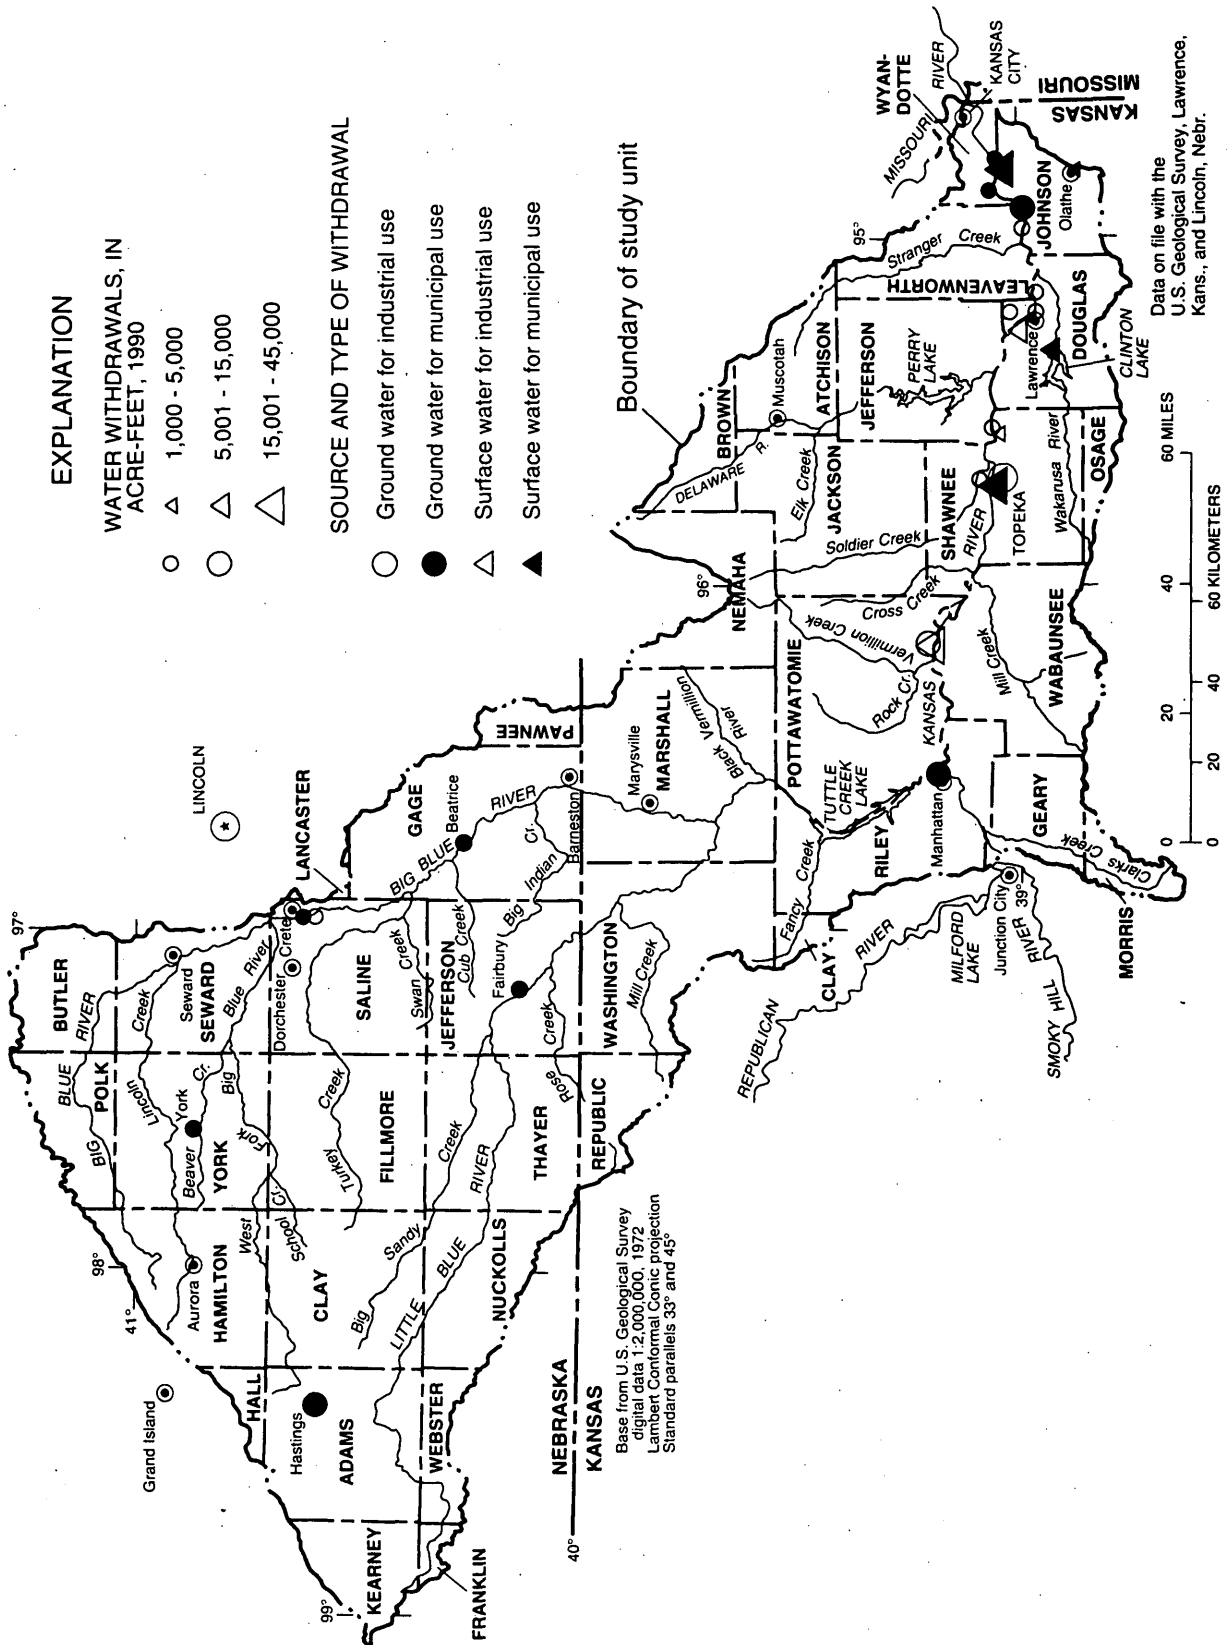 EXPLANATION
WATER WITHDRAWALS, IN
ACRE-FEET, 1990
1,000 - 5,000
5,001 - 15,000
15,001 - 45,000
SOURCE AND TYPE OF WITHDRAWAL
Ground water for industrial use
Ground water for municipal use
Surface water for industrial use
Surface water for municipal use
Boundary of study unit
99°
98°
97°
96°
95°
41°
40°
39°
Grand Island
LINCOLN
BUTLER
BIG
BLUE
RIVER
POLK
Lincoln
Creek
Seward
SEWARD
York
Beaver
Cr.
YORK
Aurora
HAMILTON
HALL
Hastings
ADAMS
KEARNEY
FRANKLIN
WEBSTER
CLAY
West
Fork
Big
Blue
River
School Cr.
Dorchester
Crete
LANCASTER
SALINE
FILLMORE
Turkey
Creek
Swan
Creek
GAGE
BIG BLUE
RIVER
Beatrice
PAWNEE
JEFFERSON
Cub Creek
Big
Indian
Cr.
Barneston
Fairbury
Big
Sandy
Creek
LITTLE
BLUE
RIVER
NUCKOLLS
THAYER
Rose
Creek
NEBRASKA
KANSAS
REPUBLIC
WASHINGTON
Mill Creek
Marysville
MARSHALL
Black Vermillion
River
NEMAHA
BROWN
DELAWARE
R.
Muscotah
ATCHISON
Elk Creek
JACKSON
Soldier Creek
POTTAWATOMIE
Vermillion Creek
Cross Creek
Rock Cr.
TUTTLE
CREEK
LAKE
Fancy
Creek
RILEY
CLAY
REPUBLICAN
RIVER
MILFORD
LAKE
Manhattan
KANSAS
RIVER
Junction City
SMOKY
HILL
RIVER
GEARY
Clarks
Creek
MORRIS
Mill Creek
WABAUNSEE
SHAWNEE
TOPEKA
Wakarusa
River
OSAGE
JEFFERSON
PERRY
LAKE
LEAVENWORTH
Stranger
Creek
Lawrence
DOUGLAS
CLINTON
LAKE
JOHNSON
Olathe
WYAN-
DOTTE
MISSOURI
RIVER
KANSAS
CITY
MISSOURI
KANSAS
Base from U.S. Geological Survey
digital data 1:2,000,000, 1972
Lambert Conformal Conic projection
Standard parallels 33° and 45°
0 20 40 60 MILES
0 20 40 60 KILOMETERS
Data on file with the
U.S. Geological Survey, Lawrence,
Kans., and Lincoln, Nebr.